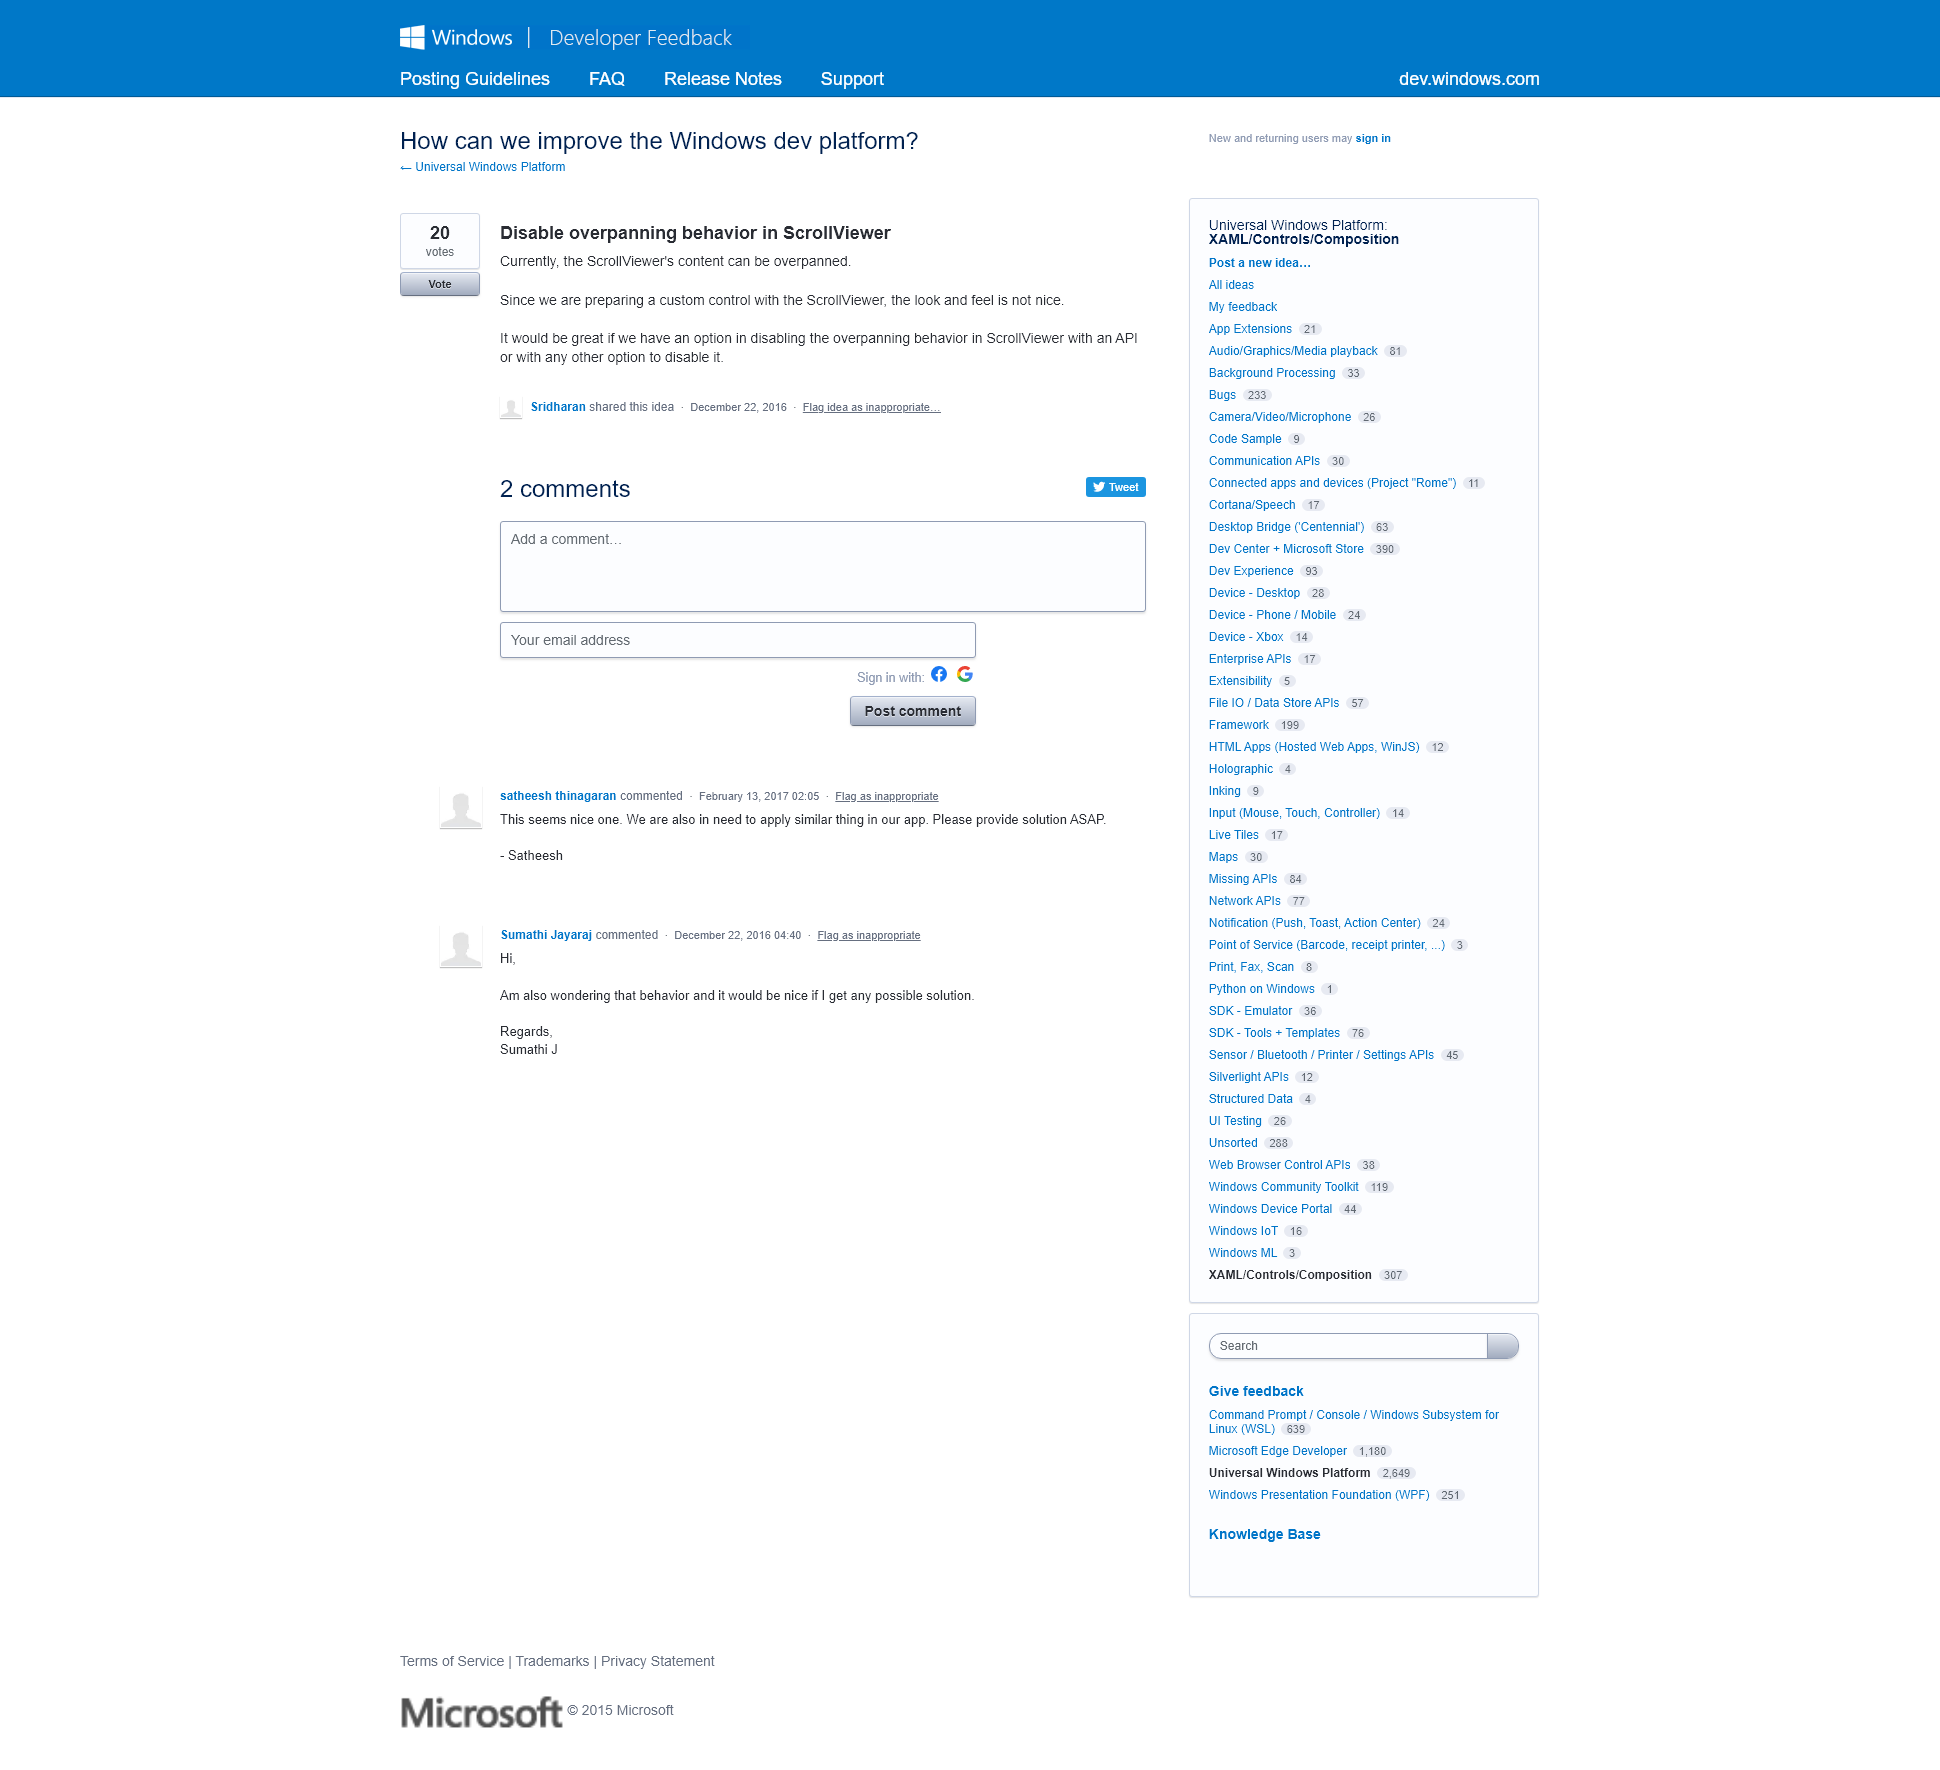 Windows | Developer Feedback
Posting Guidelines FAQ Release Notes Support dev.windows.com
How can we improve the Windows dev platform?
← Universal Windows Platform
New and returning users may sign in
20
votes
Vote
Disable overpanning behavior in ScrollViewer
Currently, the ScrollViewer's content can be overpanned.
Since we are preparing a custom control with the ScrollViewer, the look and feel is not nice.
It would be great if we have an option in disabling the overpanning behavior in ScrollViewer with an API
or with any other option to disable it.
Sridharan shared this idea · December 22, 2016 · Flag idea as inappropriate…
2 comments
Tweet
Add a comment…
Your email address
Sign in with:
Post comment
satheesh thinagaran commented · February 13, 2017 02:05 · Flag as inappropriate
This seems nice one. We are also in need to apply similar thing in our app. Please provide solution ASAP.
- Satheesh
Sumathi Jayaraj commented · December 22, 2016 04:40 · Flag as inappropriate
Hi,
Am also wondering that behavior and it would be nice if I get any possible solution.
Regards,
Sumathi J
Universal Windows Platform:
XAML/Controls/Composition
Post a new idea…
All ideas
My feedback
App Extensions 21
Audio/Graphics/Media playback 81
Background Processing 33
Bugs 233
Camera/Video/Microphone 26
Code Sample 9
Communication APIs 30
Connected apps and devices (Project "Rome") 11
Cortana/Speech 17
Desktop Bridge ('Centennial') 63
Dev Center + Microsoft Store 390
Dev Experience 93
Device - Desktop 28
Device - Phone / Mobile 24
Device - Xbox 14
Enterprise APIs 17
Extensibility 5
File IO / Data Store APIs 57
Framework 199
HTML Apps (Hosted Web Apps, WinJS) 12
Holographic 4
Inking 9
Input (Mouse, Touch, Controller) 14
Live Tiles 17
Maps 30
Missing APIs 84
Network APIs 77
Notification (Push, Toast, Action Center) 24
Point of Service (Barcode, receipt printer, ...) 3
Print, Fax, Scan 8
Python on Windows 1
SDK - Emulator 36
SDK - Tools + Templates 76
Sensor / Bluetooth / Printer / Settings APIs 45
Silverlight APIs 12
Structured Data 4
UI Testing 26
Unsorted 288
Web Browser Control APIs 38
Windows Community Toolkit 119
Windows Device Portal 44
Windows IoT 16
Windows ML 3
XAML/Controls/Composition 307
Search
Give feedback
Command Prompt / Console / Windows Subsystem for
Linux (WSL) 639
Microsoft Edge Developer 1,180
Universal Windows Platform 2,649
Windows Presentation Foundation (WPF) 251
Knowledge Base
Terms of Service | Trademarks | Privacy Statement
Microsoft © 2015 Microsoft